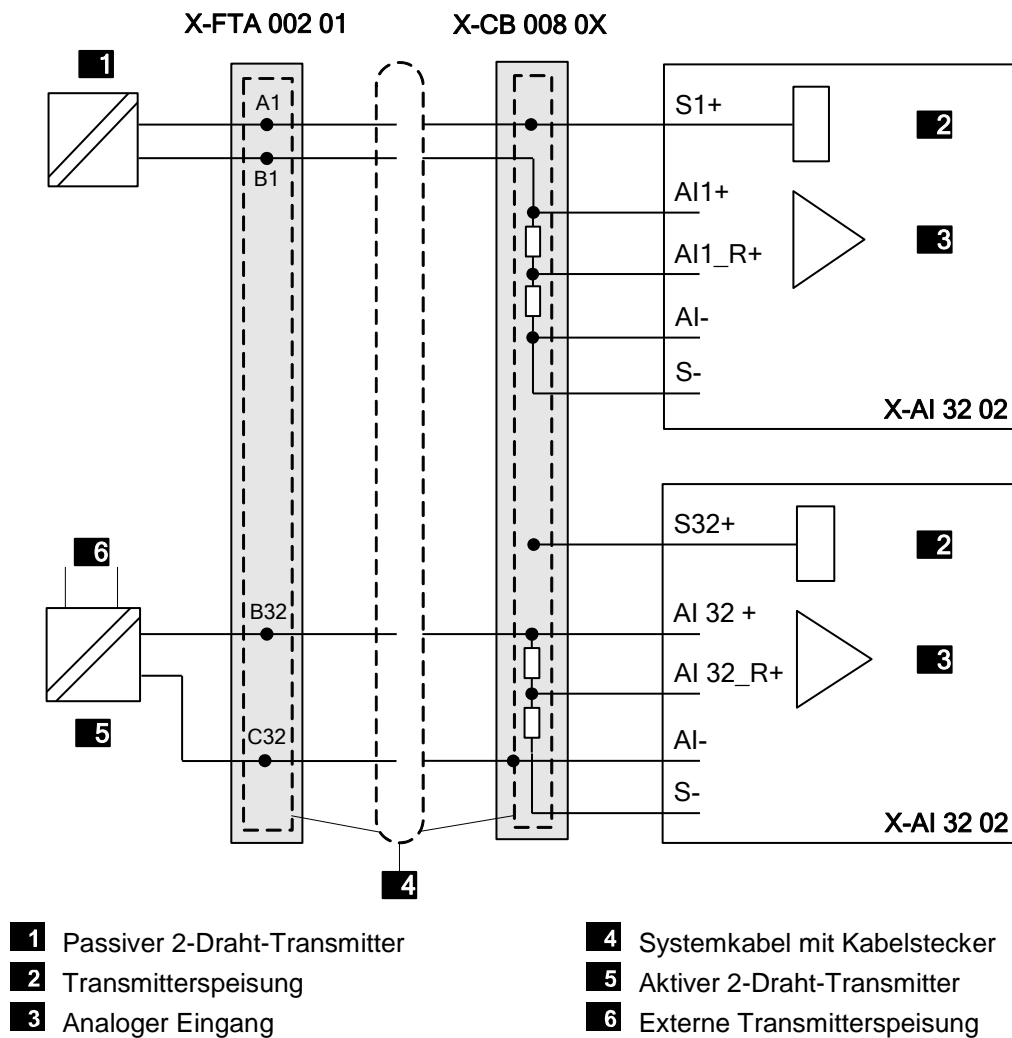 X-FTA 002 01
X-CB 008 0X
1
A1
B1
S1+
2
AI1+
AI1_R+
3
AI-
S-
X-AI 32 02
6
B32
C32
5
S32+
2
AI 32 +
AI 32_R+
3
AI-
S-
X-AI 32 02
4
1 Passiver 2-Draht-Transmitter
2 Transmitterspeisung
3 Analoger Eingang
4 Systemkabel mit Kabelstecker
5 Aktiver 2-Draht-Transmitter
6 Externe Transmitterspeisung